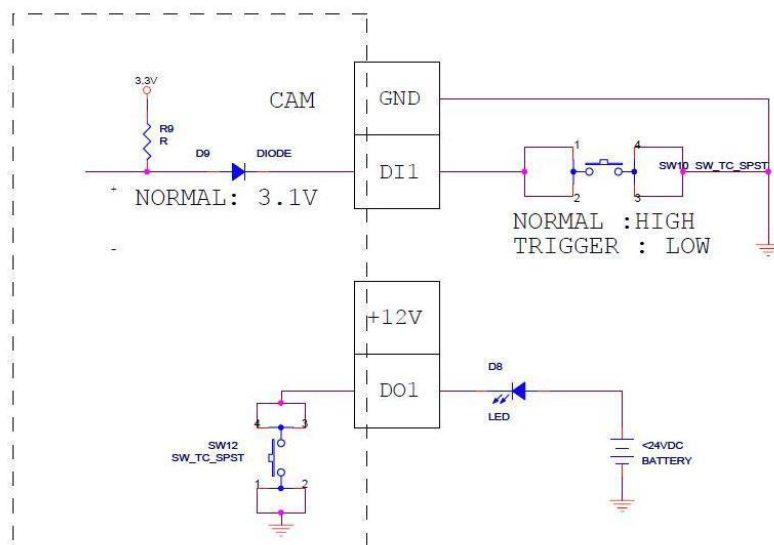 3.3V
CAM
GND
R9
R
D9
DIODE
DI1
1
4
SW10 SW_TC_SPST
+
NORMAL: 3.1V
2
3
-
NORMAL :HIGH
TRIGGER : LOW
+12V
D8
DO1
LED
4
3
SW12
SW_TC_SPST
<24VDC
BATTERY
1
2